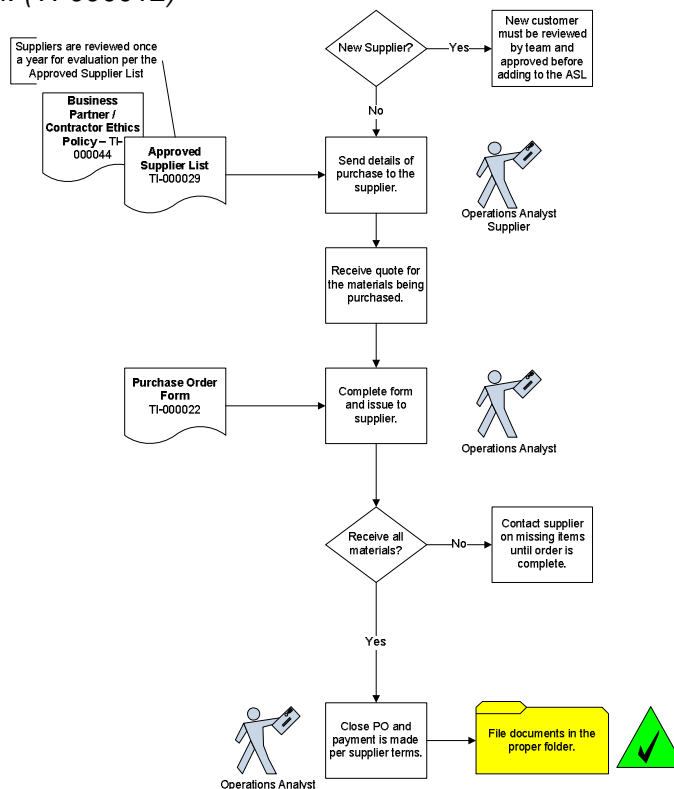 New Supplier?
Yes
New customer
must be reviewed
by team and
approved before
adding to the ASL
Suppliers are reviewed once
a year for evaluation per the
Approved Supplier List
No
Business
Partner /
Contractor Ethics
Policy – TI-
000044
Approved
Supplier List
TI-000029
Send details of
purchase to the
supplier.
Operations Analyst
Supplier
Receive quote for
the materials being
purchased.
Purchase Order
Form
TI-000022
Complete form
and issue to
supplier.
Operations Analyst
Receive all
materials?
No
Contact supplier
on missing items
until order is
complete.
Yes
Operations Analyst
Close PO and
payment is made
per supplier terms.
File documents in the
proper folder.